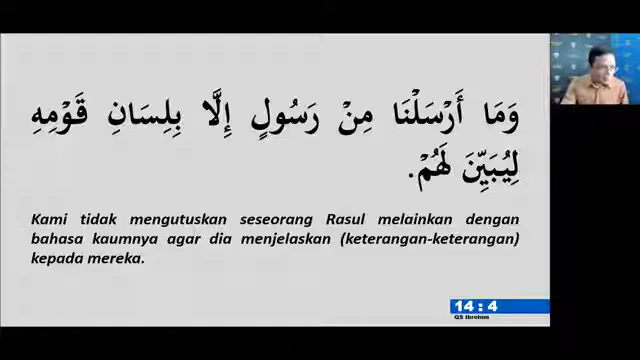 وَمَا أَرْسَلْنَا مِنْ رَسُولٍ إِلَّا بِلِسَانِ قَوْمِهِ
لِيُبَيِّنَ لَهُمْ.
Kami tidak mengutuskan seseorang Rasul melainkan dengan
bahasa kaumnya agar dia menjelaskan (keterangan-keterangan)
kepada mereka.
14 : 4
QS Ibrohim